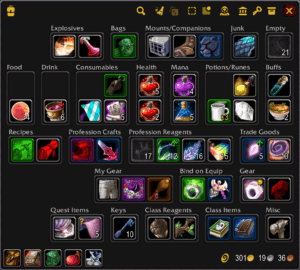 Explosives Bags Mounts/Companions Junk Empty
21
Food Drink Consumables Health Mana Potions/Runes Buffs
Recipes Profession Crafts Profession Reagents Trade Goods
17 12 16
My Gear Bind on Equip Gear
Quest Items Keys Class Reagents Class Items Misc
10
301 19 36